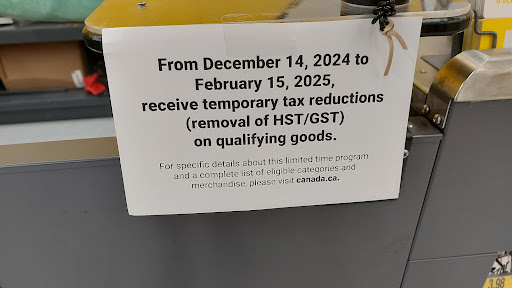 From December 14, 2024 to
February 15, 2025,
receive temporary tax reductions
(removal of HST/GST)
on qualifying goods.
For specific details about this limited time program
and a complete list of eligible categories and
merchandise, please visit canada.ca.
3.98